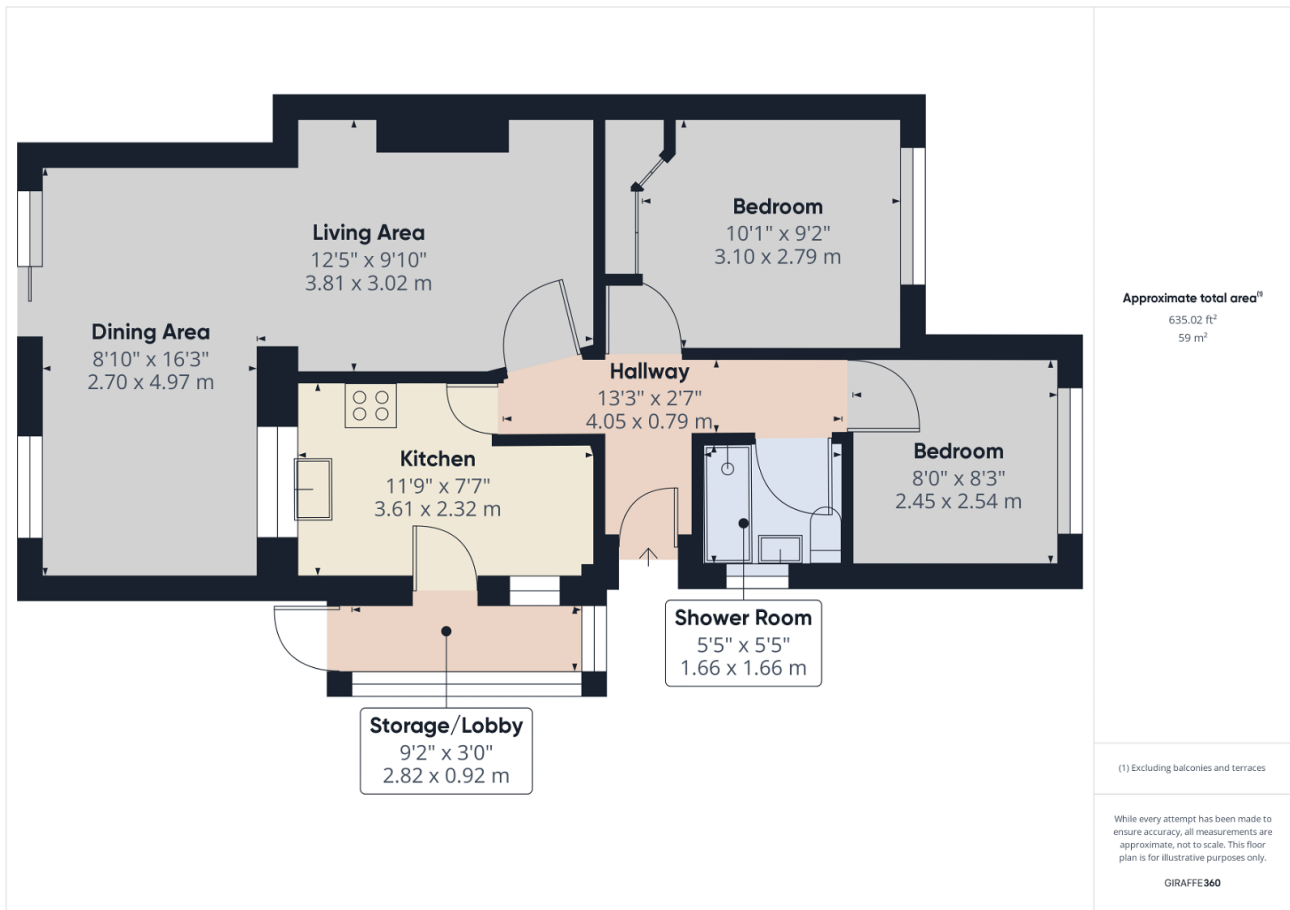 Living Area
12'5" x 9'10"
3.81 x 3.02 m
Bedroom
10'1" x 9'2"
3.10 x 2.79 m
Dining Area
8'10" x 16'3"
2.70 x 4.97 m
Hallway
13'3" x 2'7"
4.05 x 0.79 m
Kitchen
11'9" x 7'7"
3.61 x 2.32 m
Bedroom
8'0" x 8'3"
2.45 x 2.54 m
Shower Room
5'5" x 5'5"
1.66 x 1.66 m
Storage/Lobby
9'2" x 3'0"
2.82 x 0.92 m
Approximate total area(1)
635.02 ft²
59 m²
(1) Excluding balconies and terraces
While every attempt has been made to
ensure accuracy, all measurements are
approximate, not to scale. This floor
plan is for illustrative purposes only.
GIRAFFE360